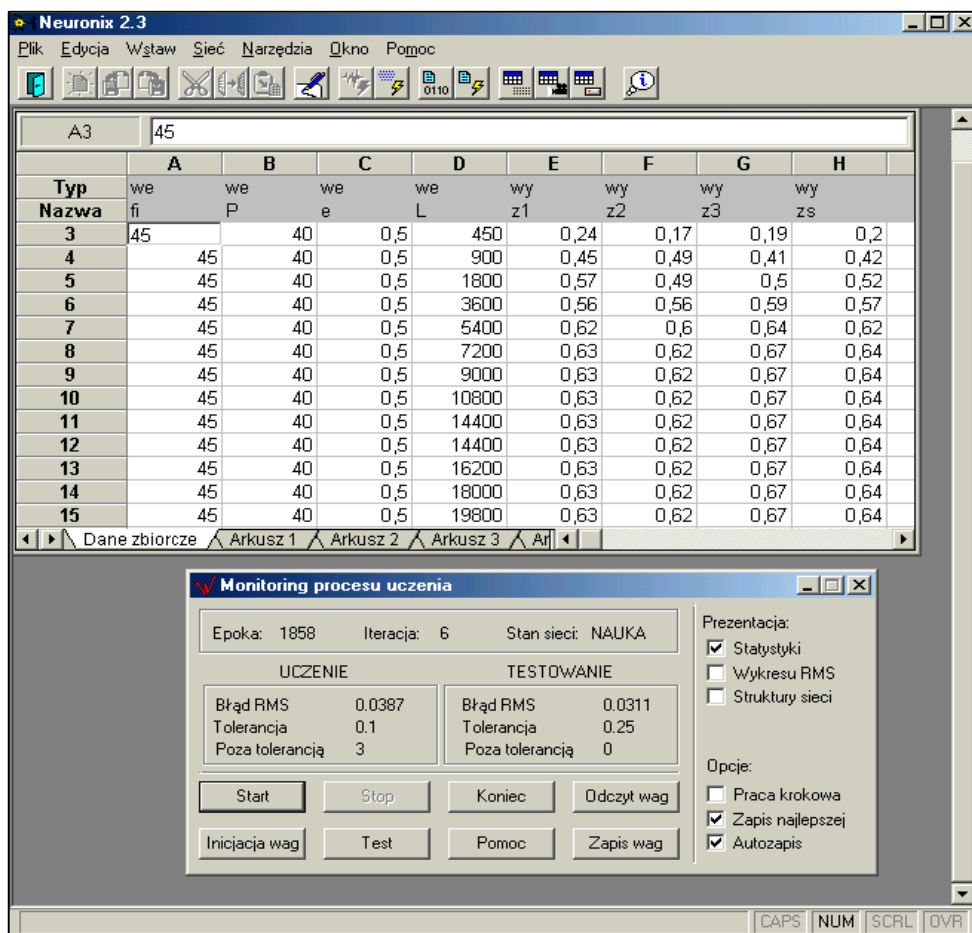 Neuronix 2.3
Plik Edycja Wstaw Sieć Narzędzia Okno Pomoc
0110
A3 45
A B C D E F G H
Typ we we we we wy wy wy wy
Nazwa fi P e L z1 z2 z3 zs
3 45 40 0,5 450 0,24 0,17 0,19 0,2
4 45 40 0,5 900 0,45 0,49 0,41 0,42
5 45 40 0,5 1800 0,57 0,49 0,5 0,52
6 45 40 0,5 3600 0,56 0,56 0,59 0,57
7 45 40 0,5 5400 0,62 0,6 0,64 0,62
8 45 40 0,5 7200 0,63 0,62 0,67 0,64
9 45 40 0,5 9000 0,63 0,62 0,67 0,64
10 45 40 0,5 10800 0,63 0,62 0,67 0,64
11 45 40 0,5 14400 0,63 0,62 0,67 0,64
12 45 40 0,5 14400 0,63 0,62 0,67 0,64
13 45 40 0,5 16200 0,63 0,62 0,67 0,64
14 45 40 0,5 18000 0,63 0,62 0,67 0,64
15 45 40 0,5 19800 0,63 0,62 0,67 0,64
Dane zbiorcze Arkusz 1 Arkusz 2 Arkusz 3 Ar
Monitoring procesu uczenia
Epoka: 1858 Iteracja: 6 Stan sieci: NAUKA
UCZENIE TESTOWANIE
Błąd RMS 0.0387 Błąd RMS 0.0311
Tolerancja 0.1 Tolerancja 0.25
Poza tolerancją 3 Poza tolerancją 0
Start Stop Koniec Odczyt wag
Inicjacja wag Test Pomoc Zapis wag
Prezentacja:
Statystyki
Wykresu RMS
Struktury sieci
Opcje:
Praca krokowa
Zapis najlepszej
Autozapis
CAPS NUM SCRL OVR